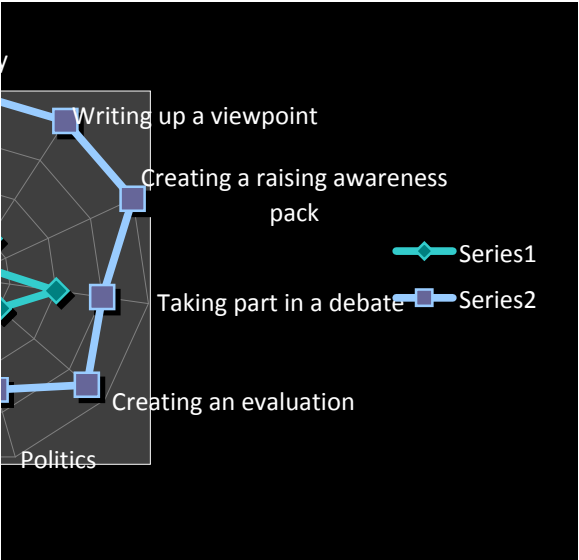 Writing up a viewpoint
Creating a raising awareness
pack
Series1
Taking part in a debate
Series2
Creating an evaluation
Politics